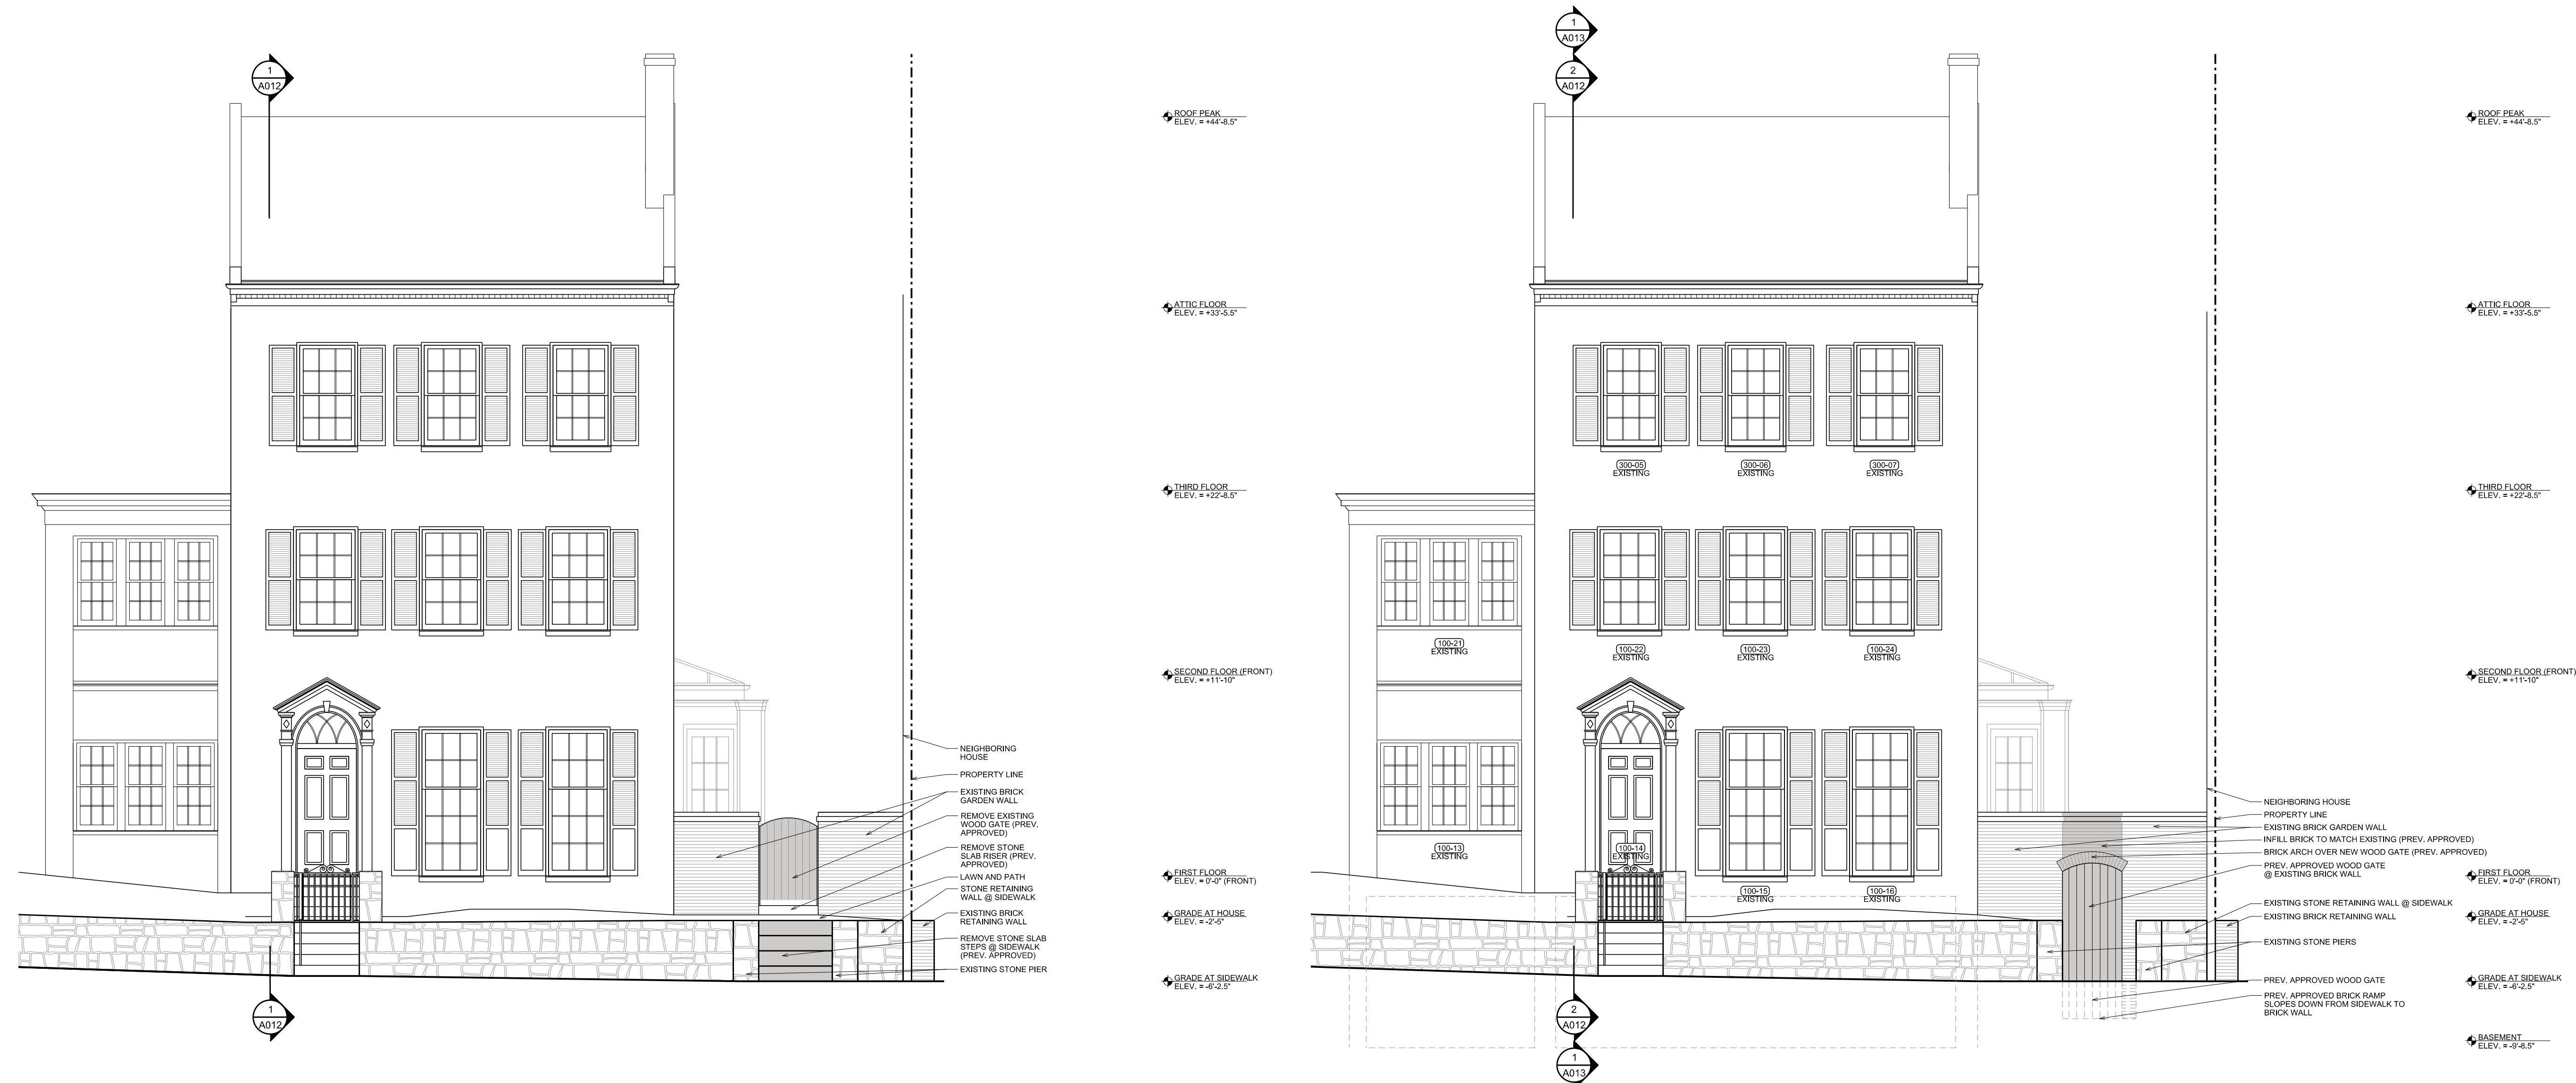 1
A012
ROOF PEAK
ELEV. = +44'-8.5"
ATTIC FLOOR
ELEV. = +33'-5.5"
THIRD FLOOR
ELEV. = +22'-8.5"
SECOND FLOOR (FRONT)
ELEV. = +11'-10"
NEIGHBORING
HOUSE
PROPERTY LINE
EXISTING BRICK
GARDEN WALL
REMOVE EXISTING
WOOD GATE (PREV.
APPROVED)
REMOVE STONE
SLAB RISER (PREV.
APPROVED)
LAWN AND PATH
STONE RETAINING
WALL @ SIDEWALK
EXISTING BRICK
RETAINING WALL
REMOVE STONE SLAB
STEPS @ SIDEWALK
(PREV. APPROVED)
EXISTING STONE PIER
FIRST FLOOR
ELEV. = 0'-0" (FRONT)
GRADE AT HOUSE
ELEV. = -2'-5"
GRADE AT SIDEWALK
ELEV. = -6'-2.5"
1
A012
1
A013
2
A012
ROOF PEAK
ELEV. = +44'-8.5"
ATTIC FLOOR
ELEV. = +33'-5.5"
300-05
EXISTING
300-06
EXISTING
300-07
EXISTING
THIRD FLOOR
ELEV. = +22'-8.5"
100-21
EXISTING
100-22
EXISTING
100-23
EXISTING
100-24
EXISTING
SECOND FLOOR (FRONT)
ELEV. = +11'-10"
100-13
EXISTING
100-14
EXISTING
100-15
EXISTING
100-16
EXISTING
NEIGHBORING HOUSE
PROPERTY LINE
EXISTING BRICK GARDEN WALL
INFILL BRICK TO MATCH EXISTING (PREV. APPROVED)
BRICK ARCH OVER NEW WOOD GATE (PREV. APPROVED)
PREV. APPROVED WOOD GATE
@ EXISTING BRICK WALL
EXISTING STONE RETAINING WALL @ SIDEWALK
EXISTING BRICK RETAINING WALL
EXISTING STONE PIERS
PREV. APPROVED WOOD GATE
PREV. APPROVED BRICK RAMP
SLOPES DOWN FROM SIDEWALK TO
BRICK WALL
FIRST FLOOR
ELEV. = 0'-0" (FRONT)
GRADE AT HOUSE
ELEV. = -2'-5"
GRADE AT SIDEWALK
ELEV. = -6'-2.5"
BASEMENT
ELEV. = -9'-8.5"
2
A012
1
A013